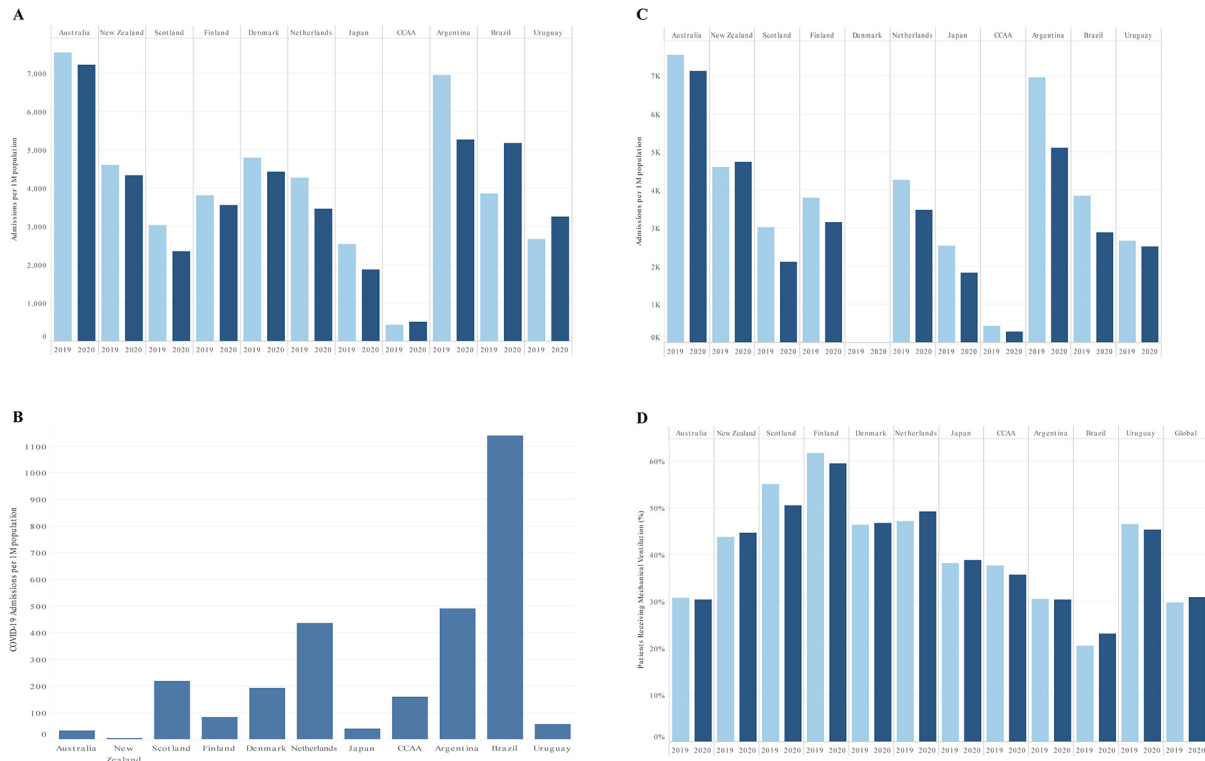 A
Australia New Zealand Scotland Finland Denmark Netherlands Japan CCAA Argentina Brazil Uruguay
Admissions per 1M population
7,000
6,000
5,000
4,000
3,000
2,000
1,000
0
2019 2020 2019 2020 2019 2020 2019 2020 2019 2020 2019 2020 2019 2020 2019 2020 2019 2020 2019 2020 2019 2020
B
COVID-19 Admissions per 1M population
1100
1000
900
800
700
600
500
400
300
200
100
0
Australia New Zealand Scotland Finland Denmark Netherlands Japan CCAA Argentina Brazil Uruguay
C
Australia New Zealand Scotland Finland Denmark Netherlands Japan CCAA Argentina Brazil Uruguay
Admissions per 1M population
7K
6K
5K
4K
3K
2K
1K
0K
2019 2020 2019 2020 2019 2020 2019 2020 2019 2020 2019 2020 2019 2020 2019 2020 2019 2020 2019 2020 2019 2020
D
Australia New Zealand Scotland Finland Denmark Netherlands Japan CCAA Argentina Brazil Uruguay Global
Patients Receiving Mechanical Ventilation (%)
60%
50%
40%
30%
20%
10%
0%
2019 2020 2019 2020 2019 2020 2019 2020 2019 2020 2019 2020 2019 2020 2019 2020 2019 2020 2019 2020 2019 2020 2019 2020